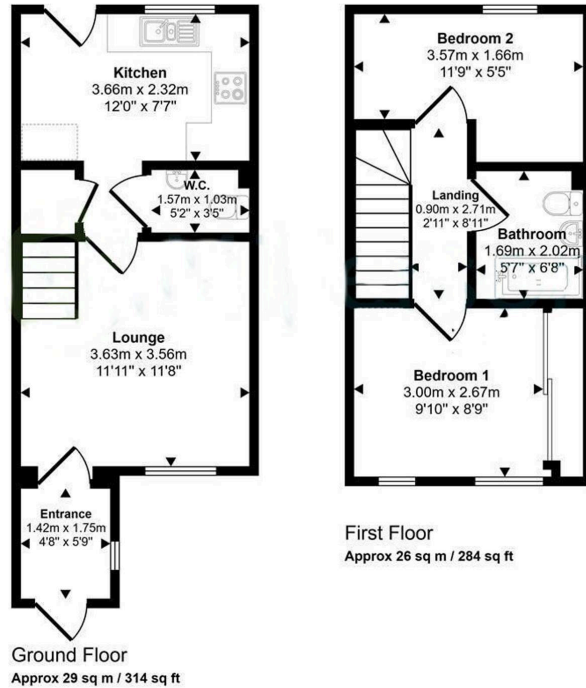 Kitchen
3.66m x 2.32m
12'0" x 7'7"
W.C.
1.57m x 1.03m
5'2" x 3'5"
Lounge
3.63m x 3.56m
11'11" x 11'8"
Entrance
1.42m x 1.75m
4'8" x 5'9"
Ground Floor
Approx 29 sq m / 314 sq ft
Bedroom 2
3.57m x 1.66m
11'9" x 5'5"
Landing
0.90m x 2.71m
2'11" x 8'11"
Bathroom
1.69m x 2.02m
5'7" x 6'8"
Bedroom 1
3.00m x 2.67m
9'10" x 8'9"
First Floor
Approx 26 sq m / 284 sq ft